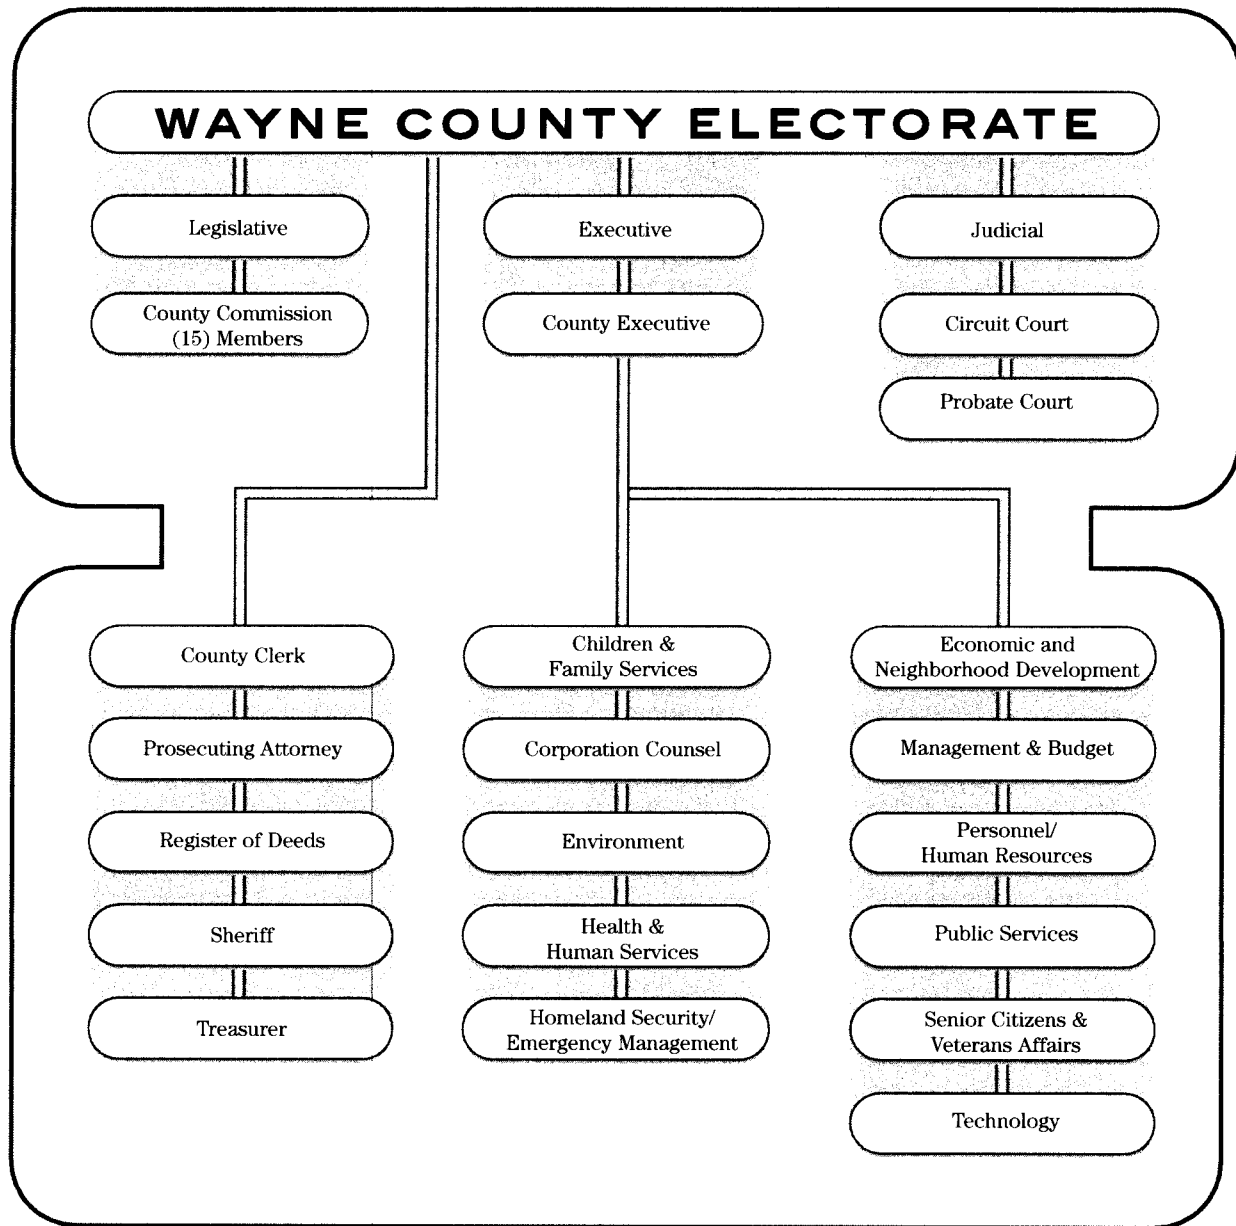 WAYNE COUNTY ELECTORATE
Legislative
County Commission
(15) Members
Executive
County Executive
Judicial
Circuit Court
Probate Court
County Clerk
Prosecuting Attorney
Register of Deeds
Sheriff
Treasurer
Children &
Family Services
Corporation Counsel
Environment
Health &
Human Services
Homeland Security/
Emergency Management
Economic and
Neighborhood Development
Management & Budget
Personnel/
Human Resources
Public Services
Senior Citizens &
Veterans Affairs
Technology